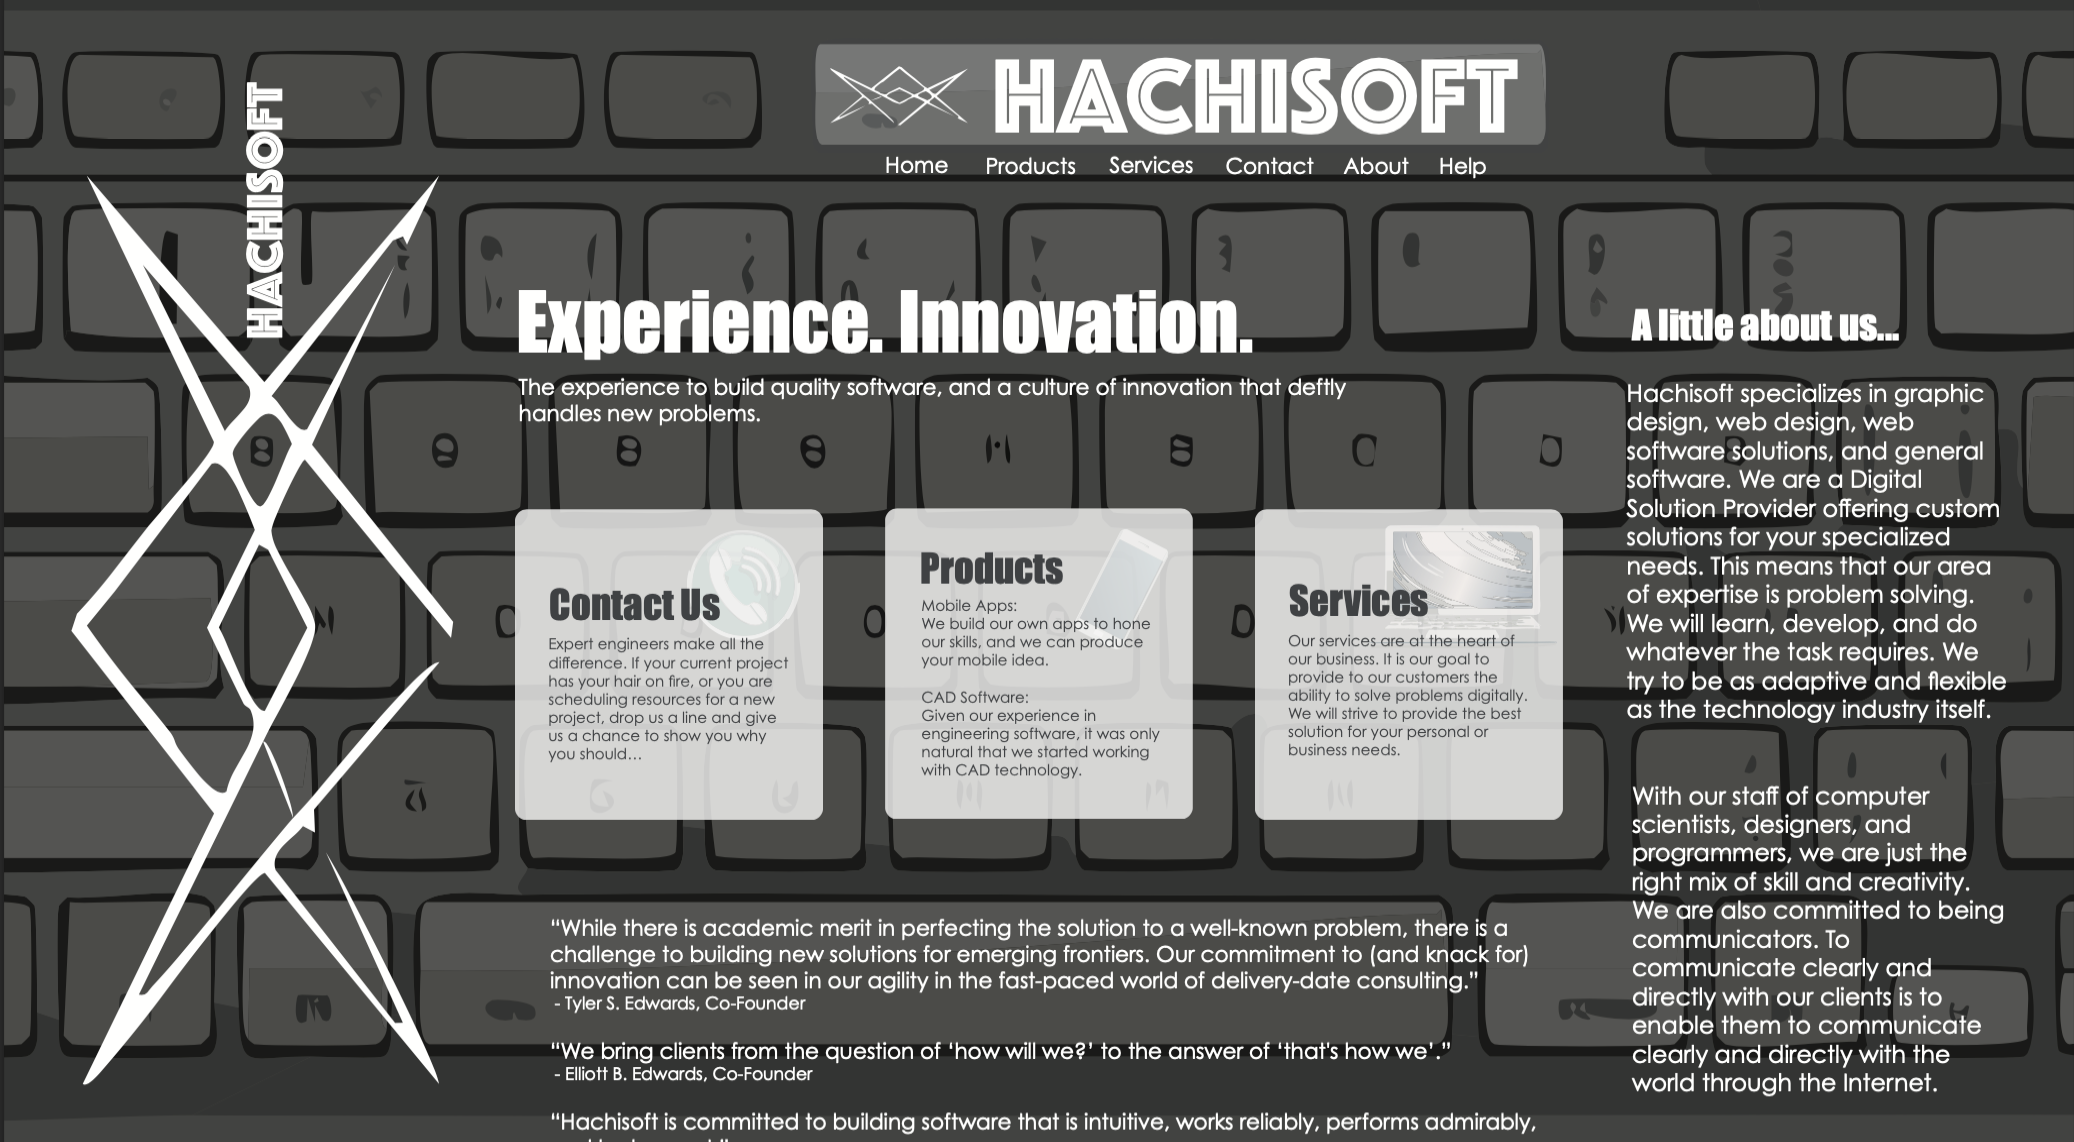 HACHISOFT
Home Products Services Contact About Help
HACHISOFT
Experience. Innovation.
The experience to build quality software, and a culture of innovation that deftly
handles new problems.
Contact Us
Expert engineers make all the
difference. If your current project
has your hair on fire, or you are
scheduling resources for a new
project, drop us a line and give
us a chance to show you why
you should…
Products
Mobile Apps:
We build our own apps to hone
our skills, and we can produce
your mobile idea.
CAD Software:
Given our experience in
engineering software, it was only
natural that we started working
with CAD technology.
Services
Our services are at the heart of
our business. It is our goal to
provide to our customers the
ability to solve problems digitally.
We will strive to provide the best
solution for your personal or
business needs.
“While there is academic merit in perfecting the solution to a well-known problem, there is a
challenge to building new solutions for emerging frontiers. Our commitment to (and knack for)
innovation can be seen in our agility in the fast-paced world of delivery-date consulting.”
- Tyler S. Edwards, Co-Founder
“We bring clients from the question of ‘how will we?’ to the answer of ‘that's how we’.”
- Elliott B. Edwards, Co-Founder
“Hachisoft is committed to building software that is intuitive, works reliably, performs admirably,
A little about us...
Hachisoft specializes in graphic
design, web design, web
software solutions, and general
software. We are a Digital
Solution Provider offering custom
solutions for your specialized
needs. This means that our area
of expertise is problem solving.
We will learn, develop, and do
whatever the task requires. We
try to be as adaptive and flexible
as the technology industry itself.
With our staff of computer
scientists, designers, and
programmers, we are just the
right mix of skill and creativity.
We are also committed to being
communicators. To
communicate clearly and
directly with our clients is to
enable them to communicate
clearly and directly with the
world through the Internet.